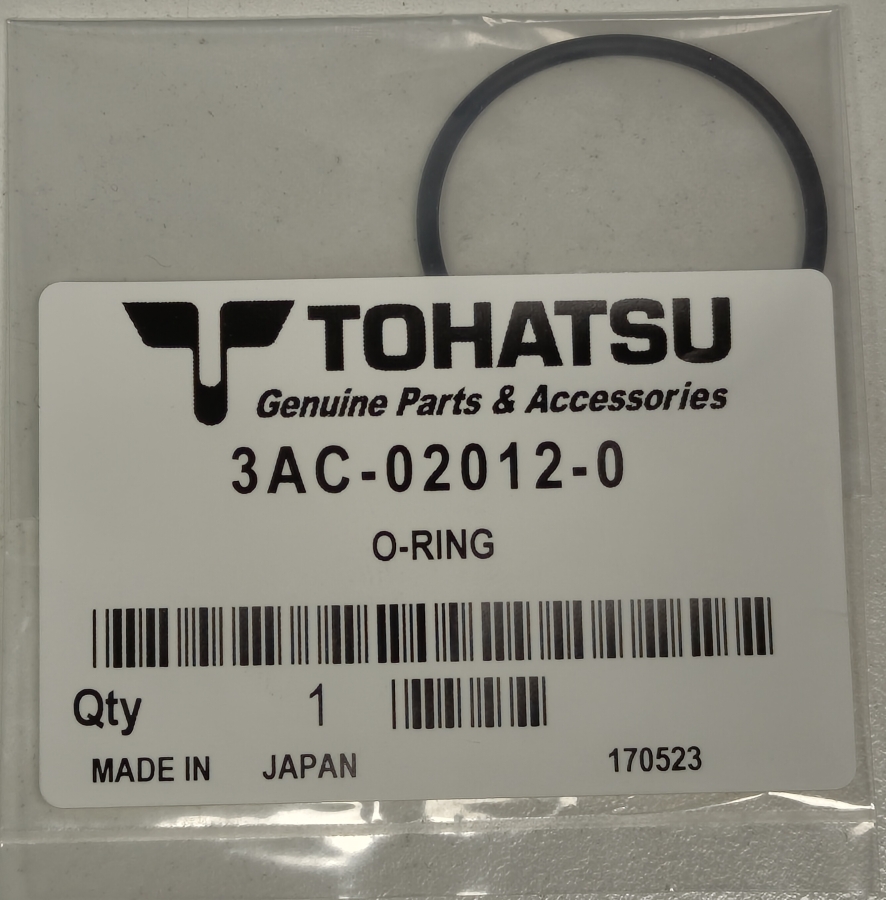 TOHATSU
Genuine Parts & Accessories
3AC-02012-0
O-RING
Qty 1
MADE IN JAPAN 170523